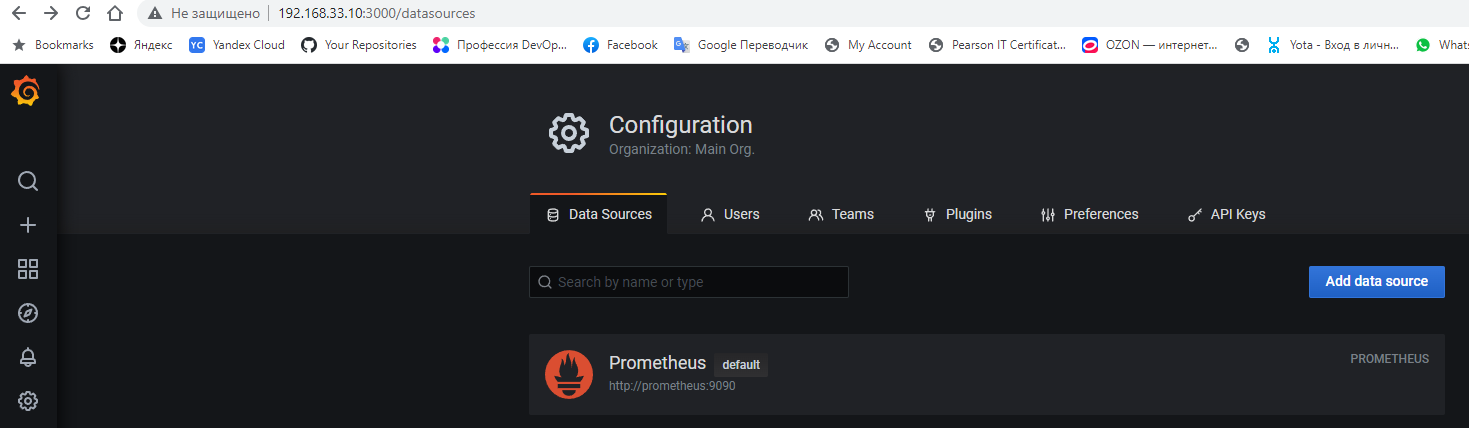 Не защищено 192.168.33.10:3000/datasources
Bookmarks Яндекс YC Yandex Cloud Your Repositories Профессия DevOp... Facebook Google Переводчик My Account Pearson IT Certificat... OZON — интернет... Yota - Вход в личн... Whats
Configuration
Organization: Main Org.
Data Sources Users Teams Plugins Preferences API Keys
Search by name or type Add data source
Prometheus default PROMETHEUS
http://prometheus:9090